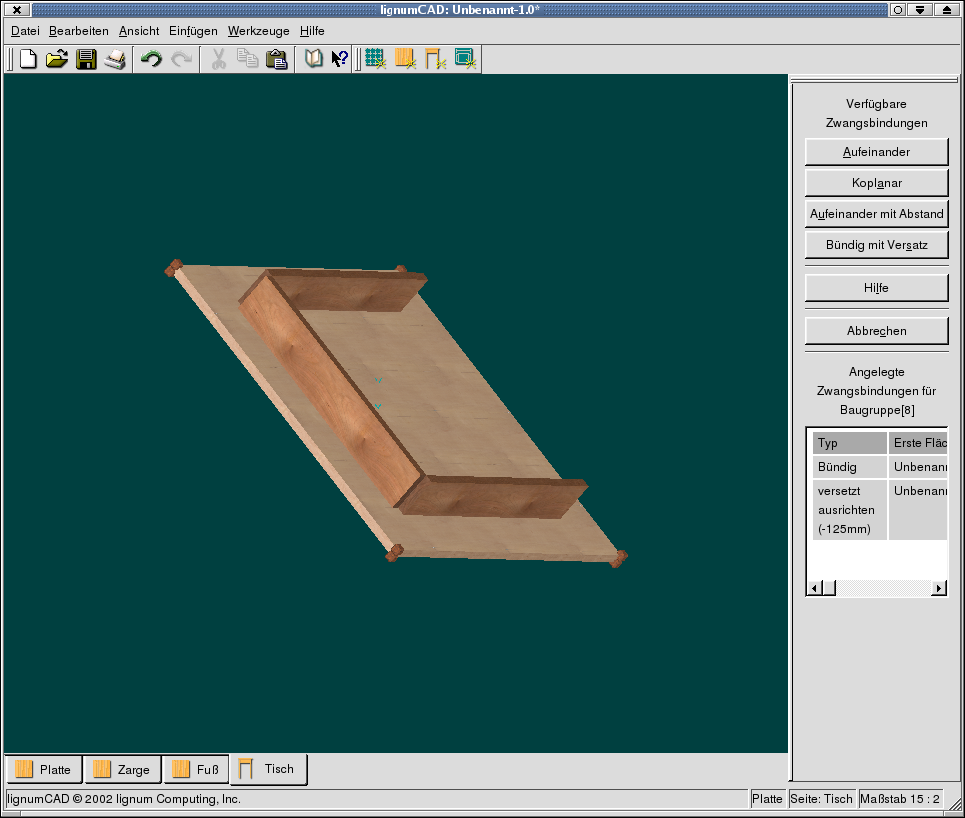 lignumCAD: Unbenannt-1.0*
Datei Bearbeiten Ansicht Einfügen Werkzeuge Hilfe
Verfügbare
Zwangsbindungen
Aufeinander
Koplanar
Aufeinander mit Abstand
Bündig mit Versatz
Hilfe
Abbrechen
Angelegte
Zwangsbindungen für
Baugruppe[8]
Typ Erste Fläc
Bündig Unbenann
versetzt Unbenann
ausrichten
(-125mm)
Platte Zarge Fuß Tisch
lignumCAD © 2002 lignum Computing, Inc. Platte Seite: Tisch Maßstab 15 : 2